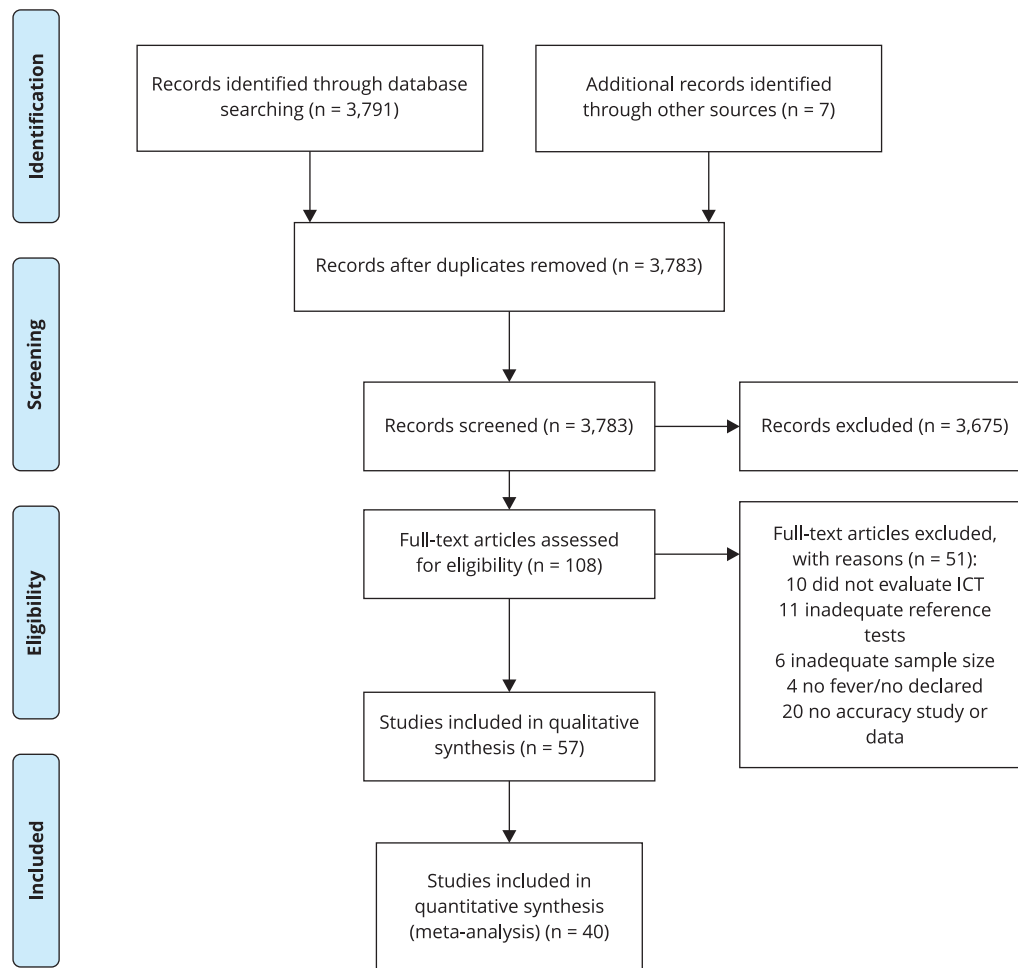 Identification
Records identified through database
searching (n = 3,791)
Additional records identified
through other sources (n = 7)
Records after duplicates removed (n = 3,783)
Screening
Records screened (n = 3,783)
Records excluded (n = 3,675)
Eligibility
Full-text articles assessed
for eligibility (n = 108)
Full-text articles excluded,
with reasons (n = 51):
10 did not evaluate ICT
11 inadequate reference
tests
6 inadequate sample size
4 no fever/no declared
20 no accuracy study or
data
Studies included in qualitative
synthesis (n = 57)
Included
Studies included in
quantitative synthesis
(meta-analysis) (n = 40)